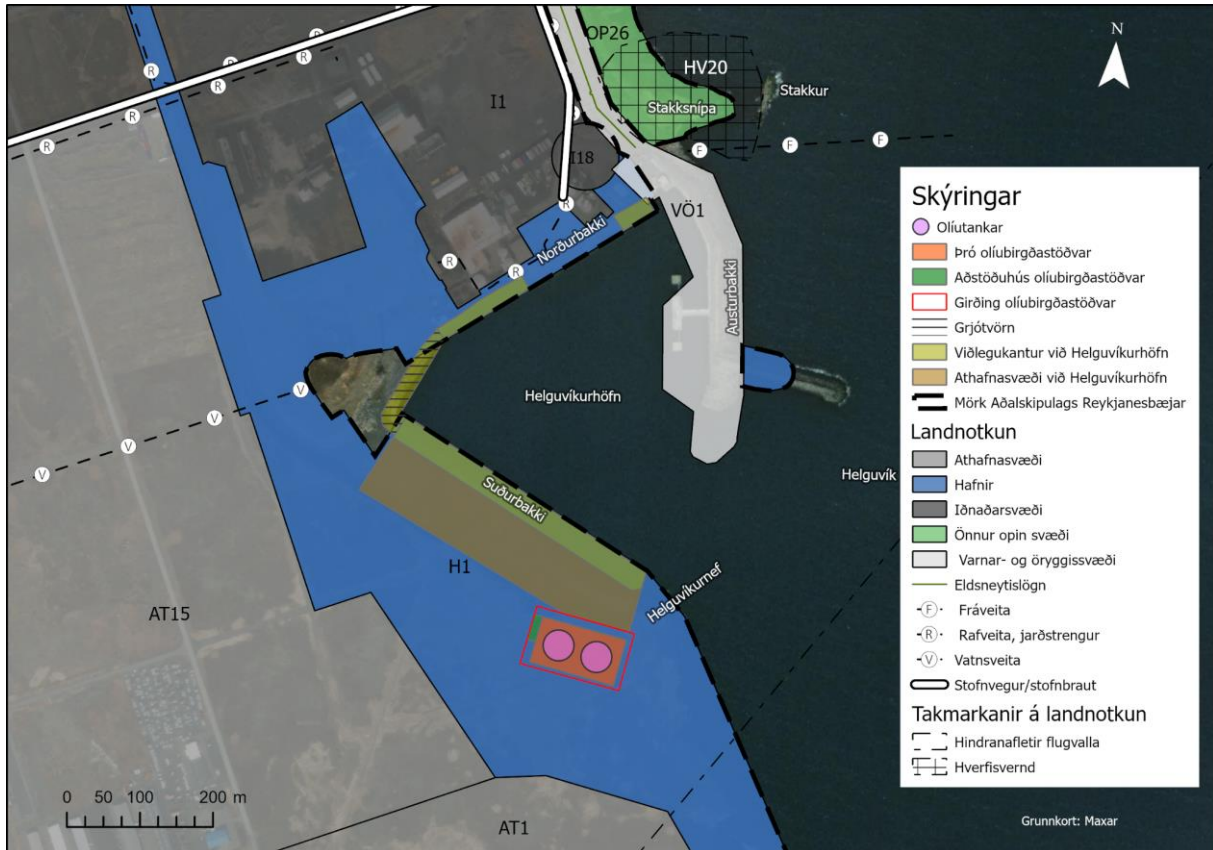 OP26
N
HV20
R
R
R
R
R
R
I1
Stakksnípa
Stakkur
F
F
F
I18
R
VÖ1
Norðurbakki
R
R
Austurbakki
V
V
V
Helguvíkurhöfn
Helguvík
Suðurbakki
H1
Helguvíkurnef
AT15
AT1
0 50 100 200 m
Skýringar
Olíutankar
Þró olíubirgðastöðvar
Aðstöðuhús olíubirgðastöðvar
Girðing olíubirgðastöðvar
Grjótvörn
Viðlegukantur við Helguvíkurhöfn
Athafnasvæði við Helguvíkurhöfn
Mörk Aðalskipulags Reykjanesbæjar
Landnotkun
Athafnasvæði
Hafnir
Iðnaðarsvæði
Önnur opin svæði
Varnar- og öryggissvæði
Eldsneytislögn
F Fráveita
R Rafveita, jarðstrengur
V Vatnsveita
Stofnvegur/stofnbraut
Takmarkanir á landnotkun
Hindranafletir flugvalla
Hverfisvernd
Grunnkort: Maxar